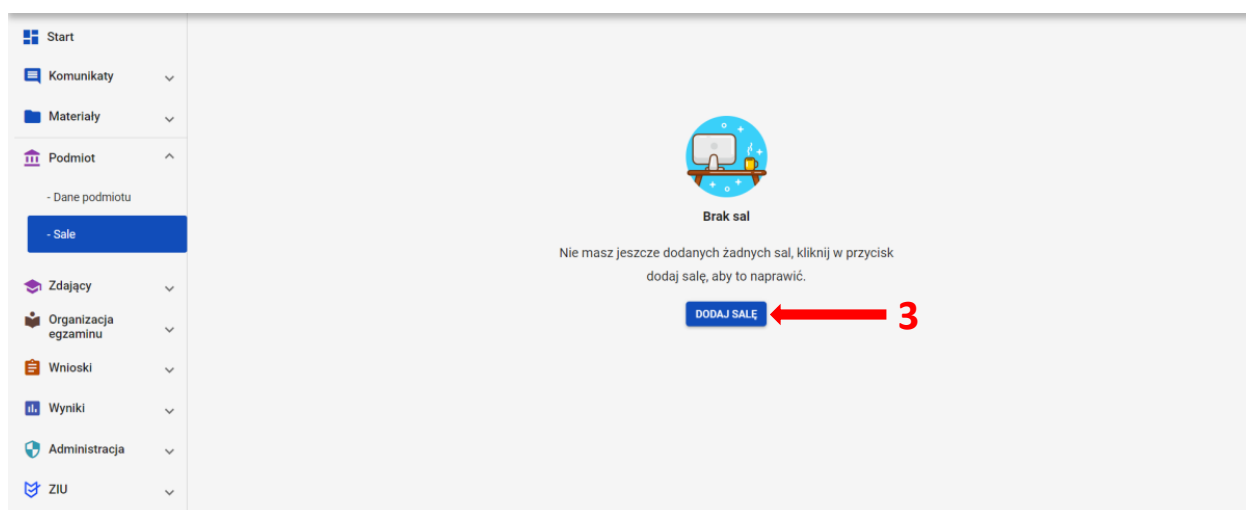 Start
Komunikaty
Materiały
Podmiot
- Dane podmiotu
- Sale
Zdający
Organizacja
egzaminu
Wnioski
Wyniki
Administracja
ZIU
Brak sal
Nie masz jeszcze dodanych żadnych sal, kliknij w przycisk
dodaj salę, aby to naprawić.
DODAJ SALĘ
3